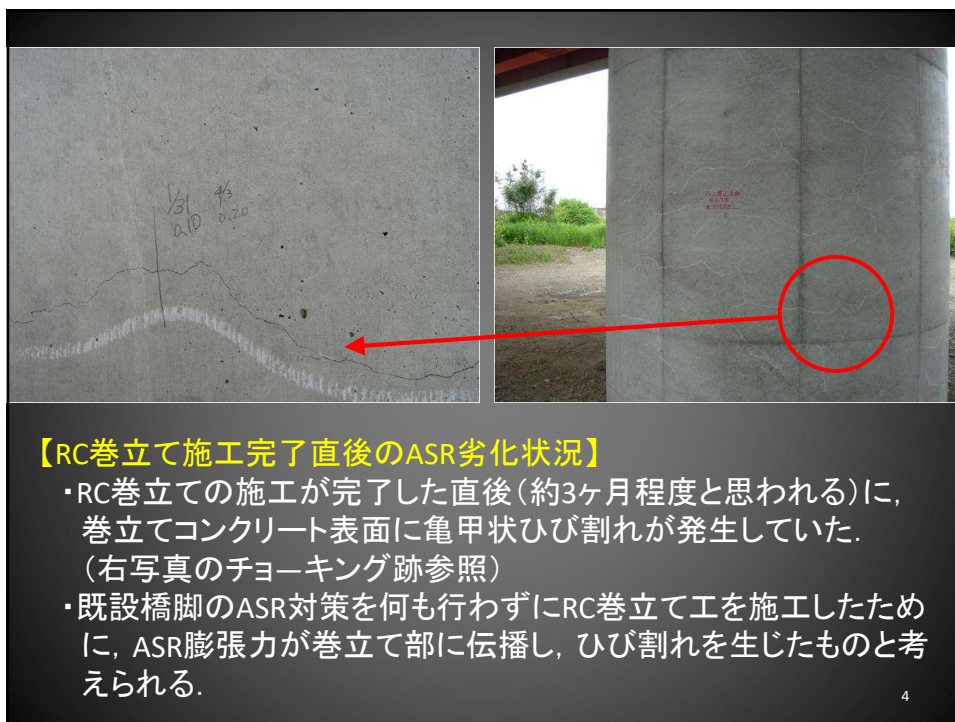 1/31
0.10
4/3
0.20
【RC巻立て施工完了直後のASR劣化状況】
・RC巻立ての施工が完了した直後(約3ヶ月程度と思われる)に,
巻立てコンクリート表面に亀甲状ひび割れが発生していた.
(右写真のチョーキング跡参照)
・既設橋脚のASR対策を何も行わずにRC巻立て工を施工したため
に, ASR膨張力が巻立て部に伝播し, ひび割れを生じたものと考
えられる.
4